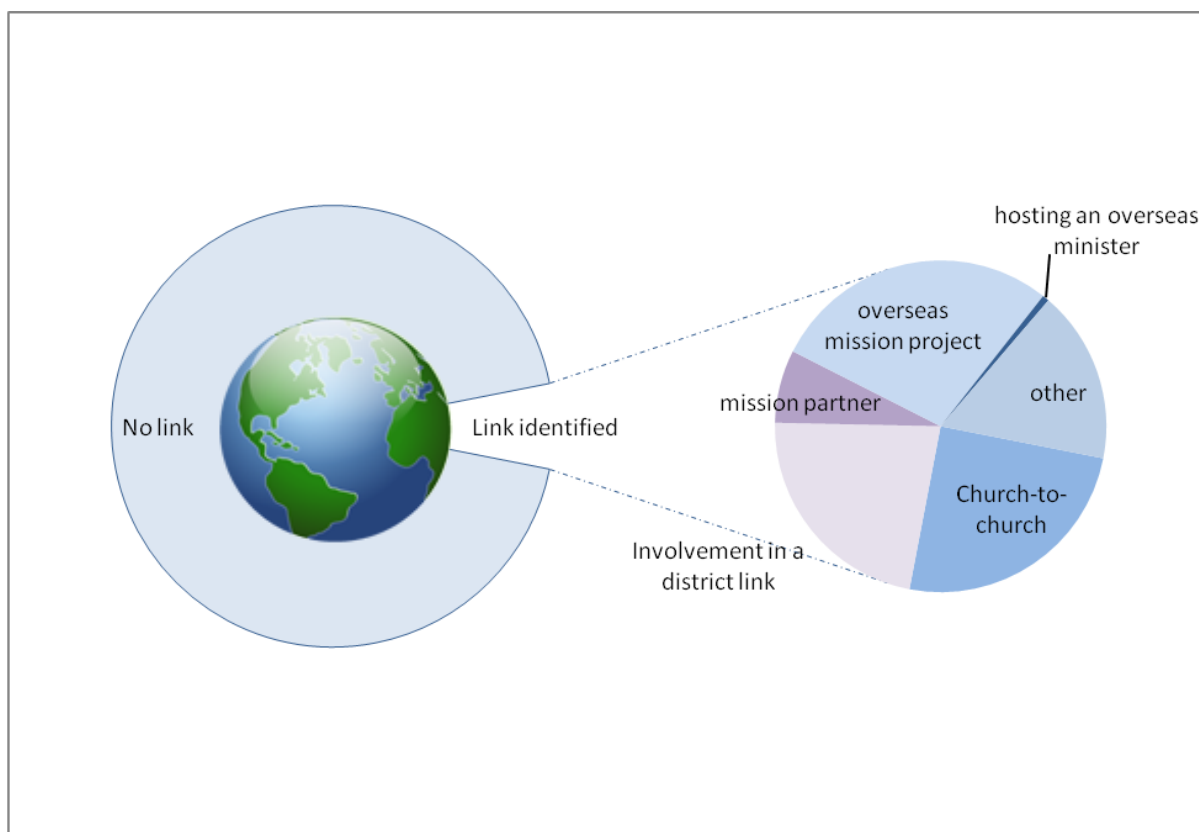 No link
Link identified
hosting an overseas
minister
overseas
mission project
other
mission partner
Church-to-
church
Involvement in a
district link